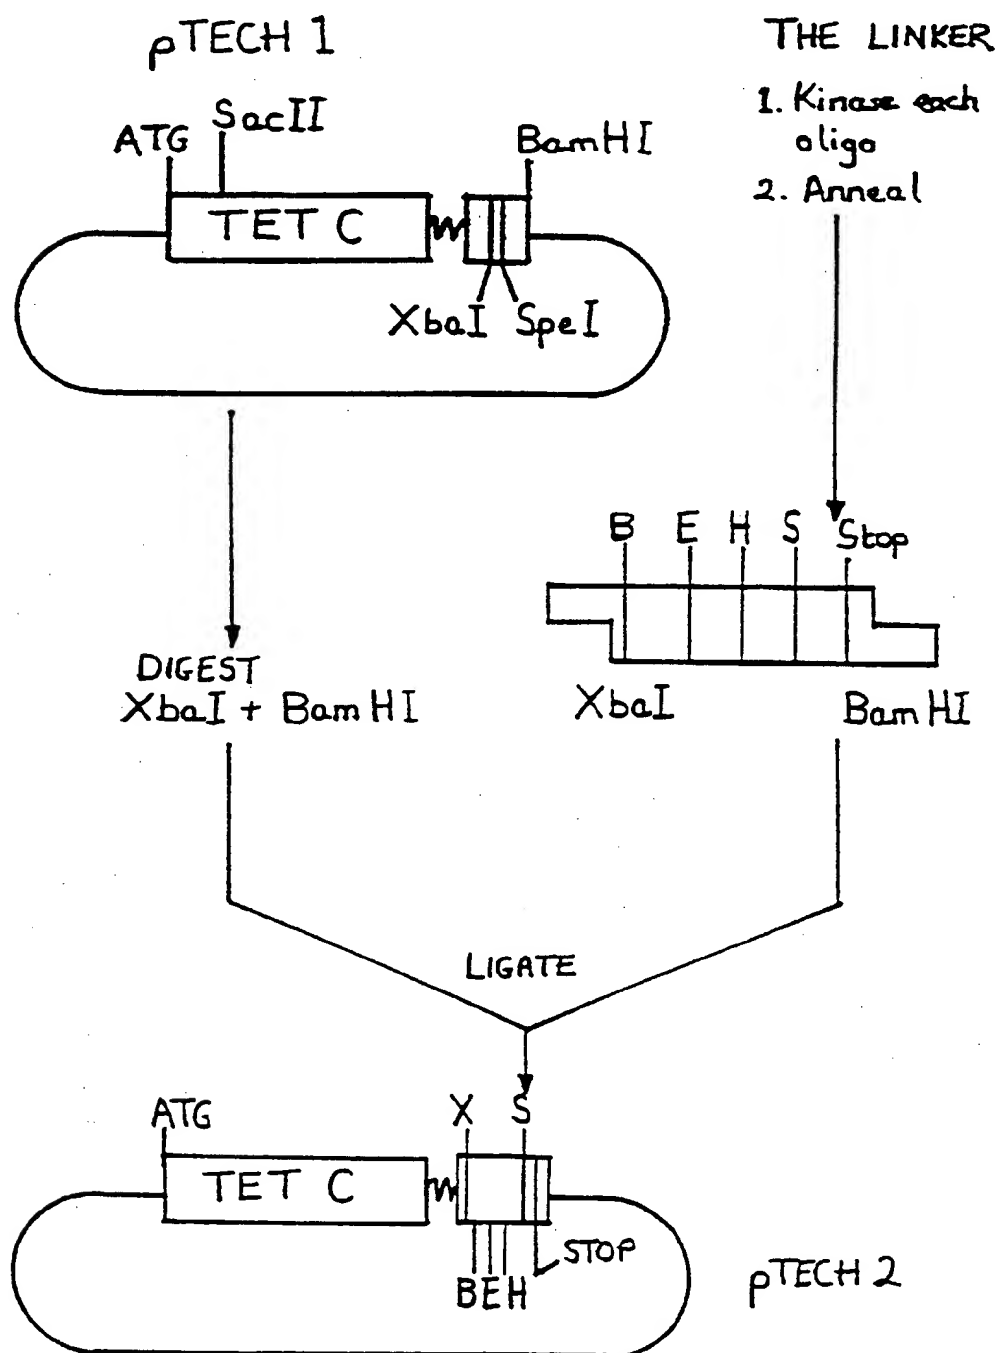 pTECH 1
SacII
ATG
BamHI
TET C
XbaI SpeI
THE LINKER
1. Kinase each
oligo
2. Anneal
B E H S Stop
XbaI
BamHI
DIGEST
XbaI + BamHI
LIGATE
ATG
X S
TET C
BEH
STOP
pTECH 2